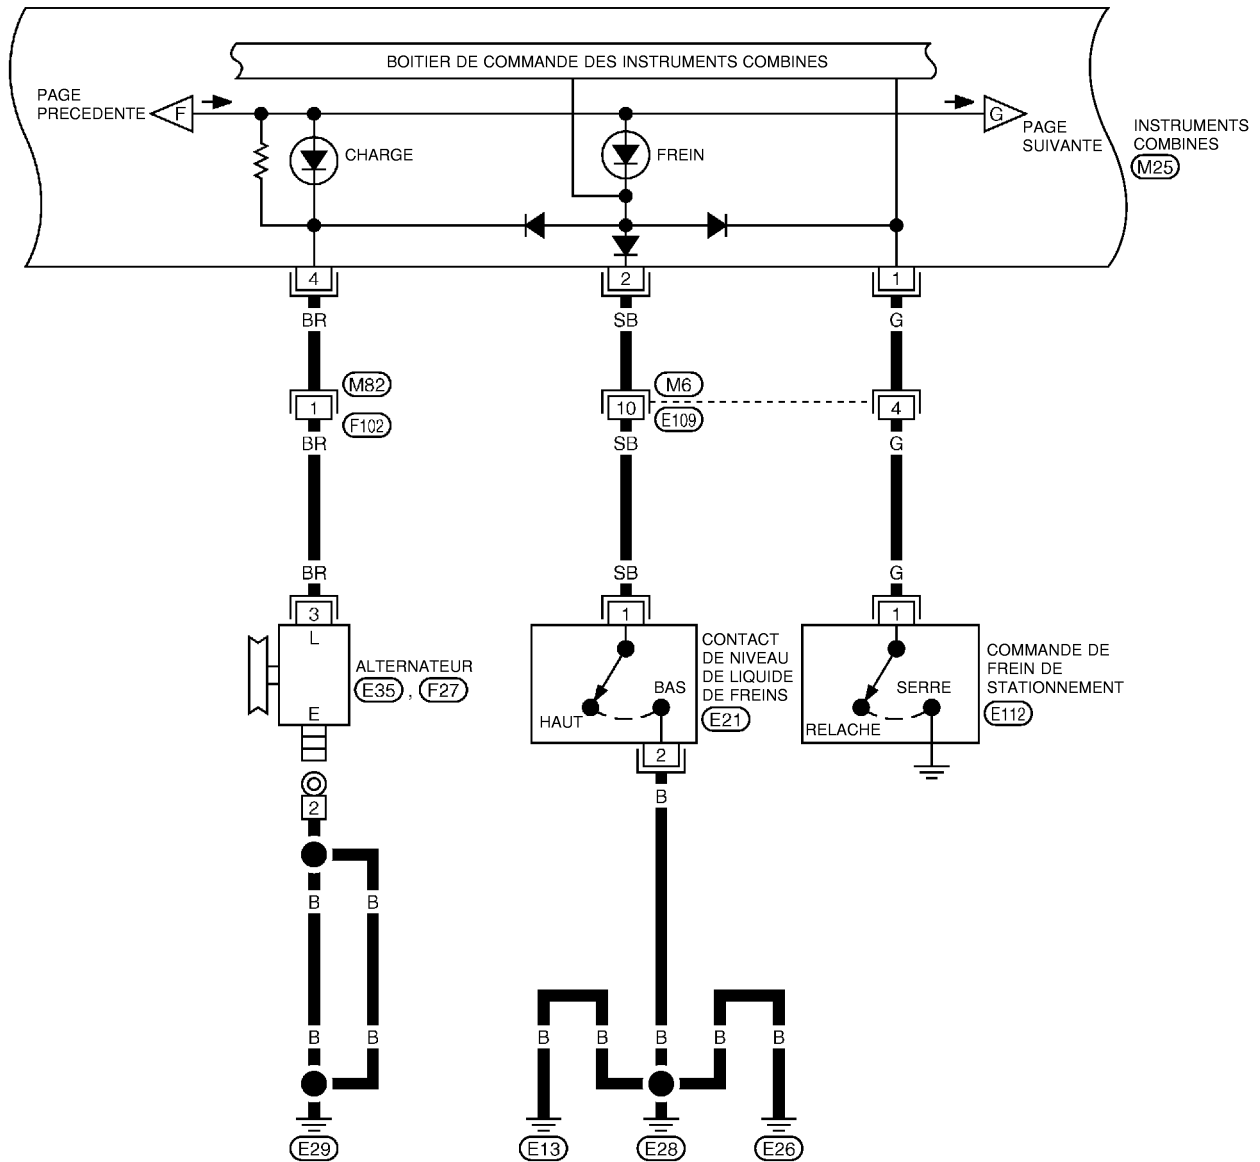 BOITIER DE COMMANDE DES INSTRUMENTS COMBINES
PAGE
PRECEDENTE
F
G
PAGE
SUIVANTE
INSTRUMENTS
COMBINES
M25
CHARGE
FREIN
4
2
1
BR
SB
G
M82
M6
1
10
4
F102
E109
BR
SB
G
BR
SB
G
3
1
1
L
ALTERNATEUR
E35 , F27
E
CONTACT
DE NIVEAU
DE LIQUIDE
DE FREINS
E21
BAS
HAUT
COMMANDE DE
FREIN DE
STATIONNEMENT
E112
SERRE
RELACHE
2
B
2
B
B
B
B
B
B
B
B
B
E29
E13
E28
E26